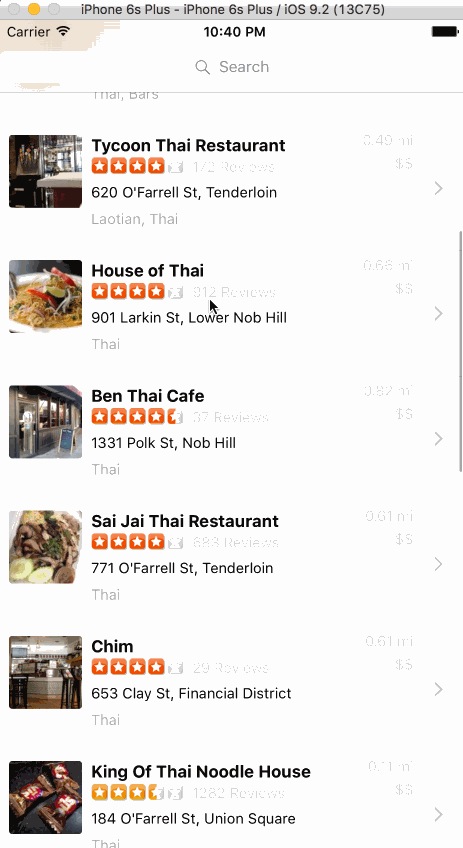 iPhone 6s Plus - iPhone 6s Plus / iOS 9.2 (13C75)
Carrier 10:40 PM
Search
Thai, Bars
Tycoon Thai Restaurant 0.49 mi
172 Reviews $$
620 O'Farrell St, Tenderloin
Laotian, Thai
House of Thai 0.66 mi
912 Reviews $$
901 Larkin St, Lower Nob Hill
Thai
Ben Thai Cafe 0.82 mi
37 Reviews $$
1331 Polk St, Nob Hill
Thai
Sai Jai Thai Restaurant 0.61 mi
683 Reviews $$
771 O'Farrell St, Tenderloin
Thai
Chim 0.61 mi
29 Reviews $$
653 Clay St, Financial District
Thai
King Of Thai Noodle House 0.11 mi
1282 Reviews $$
184 O'Farrell St, Union Square
Thai